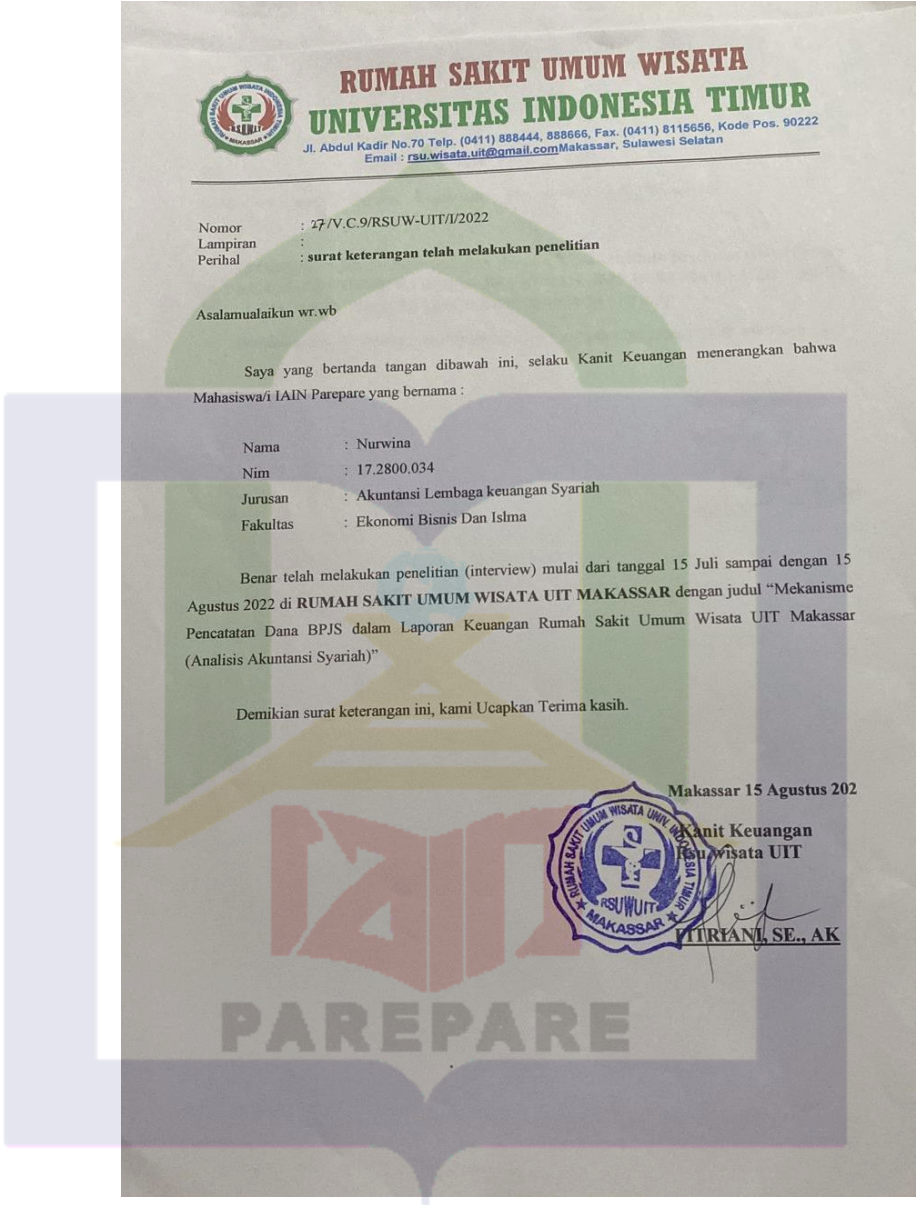 RUMAH SAKIT UMUM WISATA
UNIVERSITAS INDONESIA TIMUR
Jl. Abdul Kadir No.70 Telp. (0411) 888444, 888666, Fax. (0411) 8115656, Kode Pos. 90222
Email : rsu.wisata.uit@gmail.comMakassar, Sulawesi Selatan
Nomor : 27/V.C.9/RSUW-UIT/I/2022
Lampiran :
Perihal : surat keterangan telah melakukan penelitian
Asalamualaikun wr.wb
Saya yang bertanda tangan dibawah ini, selaku Kanit Keuangan menerangkan bahwa
Mahasiswa/i IAIN Parepare yang bernama :
Nama : Nurwina
Nim : 17.2800.034
Jurusan : Akuntansi Lembaga keuangan Syariah
Fakultas : Ekonomi Bisnis Dan Islma
Benar telah melakukan penelitian (interview) mulai dari tanggal 15 Juli sampai dengan 15
Agustus 2022 di RUMAH SAKIT UMUM WISATA UIT MAKASSAR dengan judul “Mekanisme
Pencatatan Dana BPJS dalam Laporan Keuangan Rumah Sakit Umum Wisata UIT Makassar
(Analisis Akuntansi Syariah)”
Demikian surat keterangan ini, kami Ucapkan Terima kasih.
Makassar 15 Agustus 202
Kanit Keuangan
Rsu wisata UIT
RUMAH SAKIT UMUM WISATA UNIV. INDONESIA TIMUR
RSUWUIT
MAKASSAR
FITRIANI, SE., AK
PAREPARE